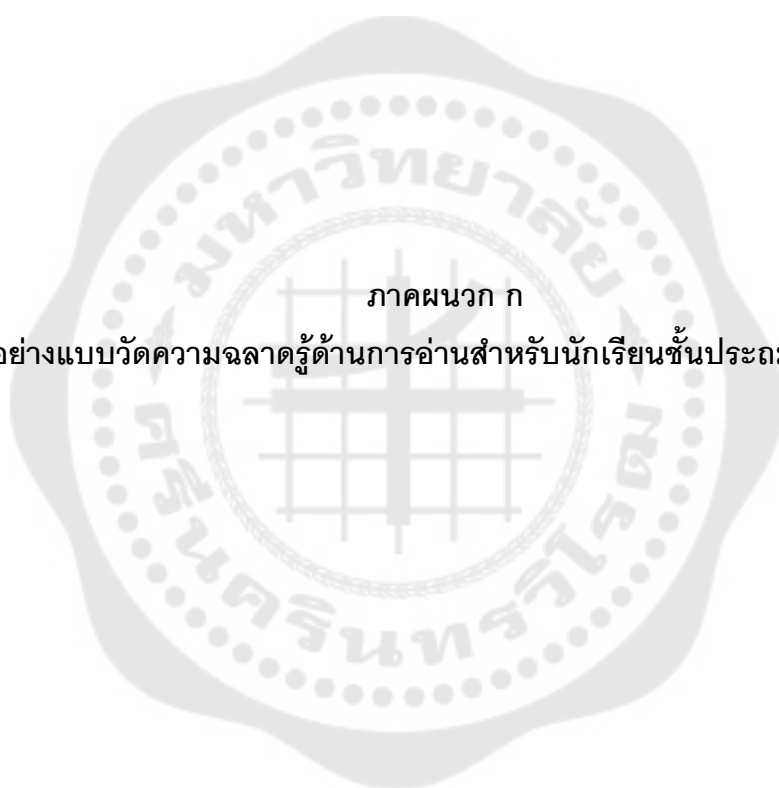 มหาวิทยาลัย
ภาคผนวก ก
อย่างแบบวัดความฉลาดรู้ด้านการอ่านสำหรับนักเรียนชั้นประถ
ศรีนครินทรวิโรฒ